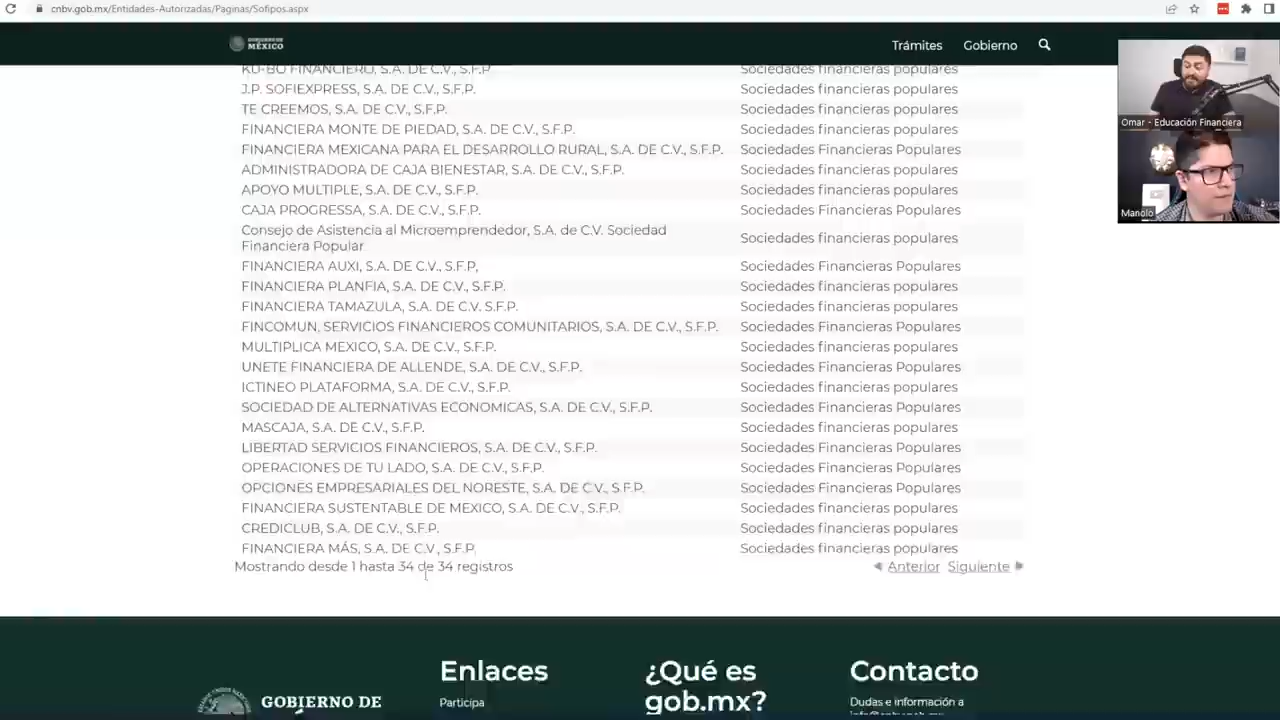 cnbv.gob.mx/Entidades-Autorizadas/Paginas/Sofipos.aspx
GOBIERNO DE
MÉXICO
Trámites Gobierno
KU-BO FINANCIERO, S.A. DE C.V., S.F.P Sociedades financieras populares
J.P. SOFIEXPRESS, S.A. DE C.V., S.F.P. Sociedades financieras populares
TE CREEMOS, S.A. DE C.V, S.F.P. Sociedades financieras populares
FINANCIERA MONTE DE PIEDAD, S.A. DE C.V., S.F.P. Sociedades financieras populares
FINANCIERA MEXICANA PARA EL DESARROLLO RURAL, S.A. DE C.V., S.F.P. Sociedades Financieras Populares
ADMINISTRADORA DE CAJA BIENESTAR, S.A. DE C.V., S.F.P. Sociedades financieras populares
APOYO MULTIPLE, S.A. DE C.V., S.F.P. Sociedades financieras populares
CAJA PROGRESSA, S.A. DE C.V., S.F.P. Sociedades Financieras Populares
Consejo de Asistencia al Microemprendedor, S.A. de C.V. Sociedad
Financiera Popular Sociedades financieras populares
FINANCIERA AUXI, S.A. DE C.V., S.F.P, Sociedades Financieras Populares
FINANCIERA PLANFIA, S.A. DE C.V., S.F.P. Sociedades financieras populares
FINANCIERA TAMAZULA, S.A. DE C.V. S.F.P. Sociedades financieras populares
FINCOMUN, SERVICIOS FINANCIEROS COMUNITARIOS, S.A. DE C.V., S.F.P. Sociedades Financieras Populares
MULTIPLICA MEXICO, S.A. DE C.V., S.F.P. Sociedades financieras populares
UNETE FINANCIERA DE ALLENDE, S.A. DE C.V., S.F.P. Sociedades Financieras Populares
ICTINEO PLATAFORMA, S.A. DE C.V., S.F.P. Sociedades financieras populares
SOCIEDAD DE ALTERNATIVAS ECONOMICAS, S.A. DE C.V., S.F.P. Sociedades Financieras Populares
MASCAJA, S.A. DE C.V., S.F.P. Sociedades financieras populares
LIBERTAD SERVICIOS FINANCIEROS, S.A. DE C.V., S.F.P. Sociedades Financieras Populares
OPERACIONES DE TU LADO, S.A. DE C.V., S.F.P. Sociedades Financieras Populares
OPCIONES EMPRESARIALES DEL NORESTE, S.A. DE C.V., S.F.P. Sociedades Financieras Populares
FINANCIERA SUSTENTABLE DE MEXICO, S.A. DE C.V., S.F.P. Sociedades financieras populares
CREDICLUB, S.A. DE C.V., S.F.P. Sociedades financieras populares
FINANCIERA MÁS, S.A. DE C.V., S.F.P. Sociedades financieras populares
Mostrando desde 1 hasta 34 de 34 registros Anterior Siguiente
Omar - Educación Financiera
Manolo
Enlaces
Participa
¿Qué es
gob.mx?
Contacto
Dudas e información a
GOBIERNO DE